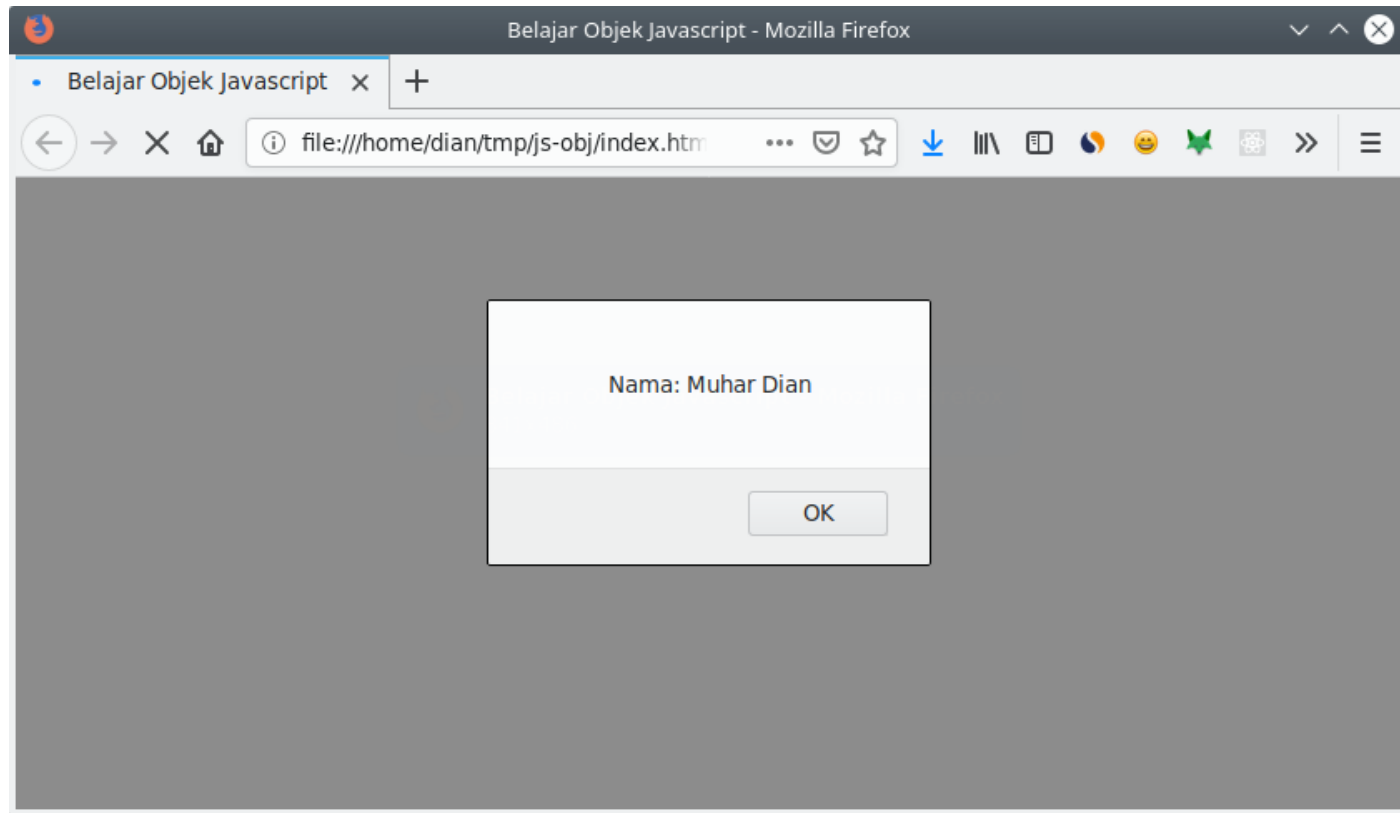 Belajar Objek Javascript - Mozilla Firefox
Belajar Objek Javascript
file:///home/dian/tmp/js-obj/index.htm
Nama: Muhar Dian
OK